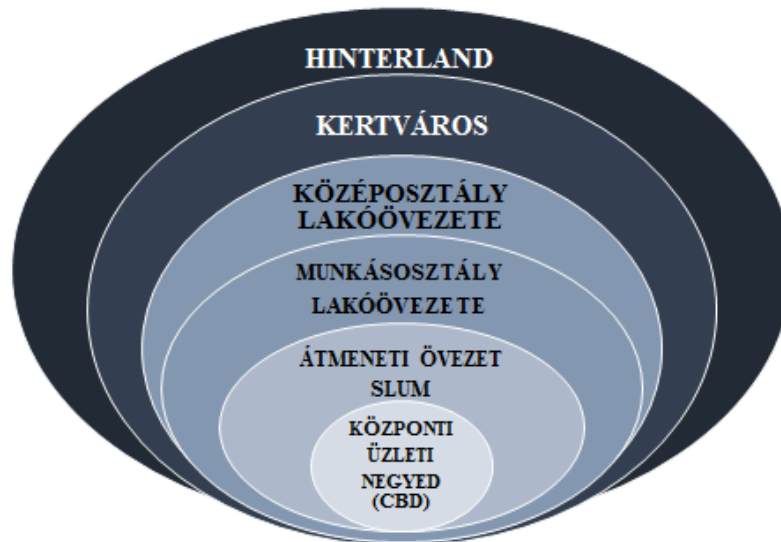 HINTERLAND
KERTVÁROS
KÖZÉPOSZTÁLY
LAKÓÖVEZETE
MUNKÁSOSZTÁLY
LAKÓÖVEZETE
ÁTMENETI ÖVEZET
SLUM
KÖZPONTI
ÜZLETI
NEGYED
(CBD)